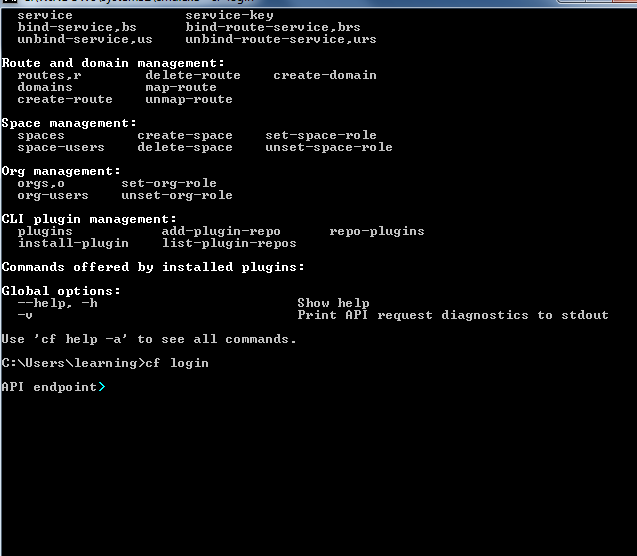 service service-key
bind-service,bs bind-route-service,brs
unbind-service,us unbind-route-service,urs
Route and domain management:
routes,r delete-route create-domain
domains map-route
create-route unmap-route
Space management:
spaces create-space set-space-role
space-users delete-space unset-space-role
Org management:
orgs,o set-org-role
org-users unset-org-role
CLI plugin management:
plugins add-plugin-repo repo-plugins
install-plugin list-plugin-repos
Commands offered by installed plugins:
Global options:
--help, -h Show help
-v Print API request diagnostics to stdout
Use 'cf help -a' to see all commands.
C:\Users\learning>cf login
API endpoint>